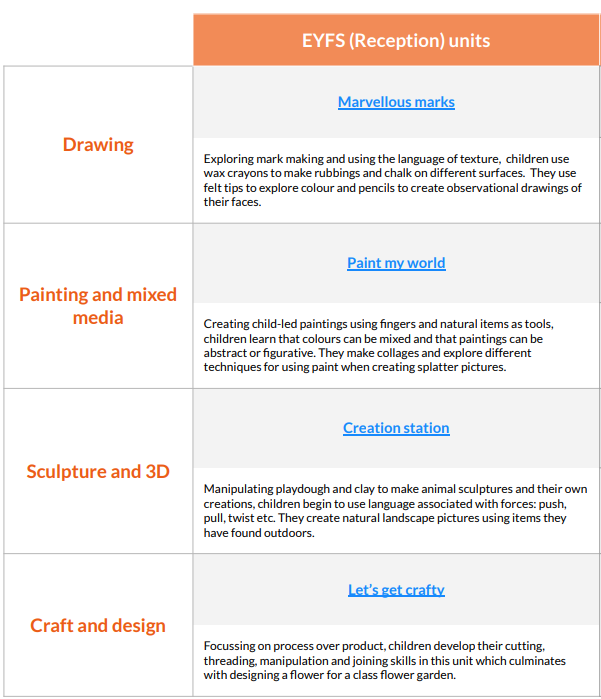 EYFS (Reception) units
Drawing
Marvellous marks
Exploring mark making and using the language of texture, children use
wax crayons to make rubbings and chalk on different surfaces. They use
felt tips to explore colour and pencils to create observational drawings of
their faces.
Painting and mixed
media
Paint my world
Creating child-led paintings using fingers and natural items as tools,
children learn that colours can be mixed and that paintings can be
abstract or figurative. They make collages and explore different
techniques for using paint when creating splatter pictures.
Sculpture and 3D
Creation station
Manipulating playdough and clay to make animal sculptures and their own
creations, children begin to use language associated with forces: push,
pull, twist etc. They create natural landscape pictures using items they
have found outdoors.
Craft and design
Let's get crafty
Focussing on process over product, children develop their cutting,
threading, manipulation and joining skills in this unit which culminates
with designing a flower for a class flower garden.